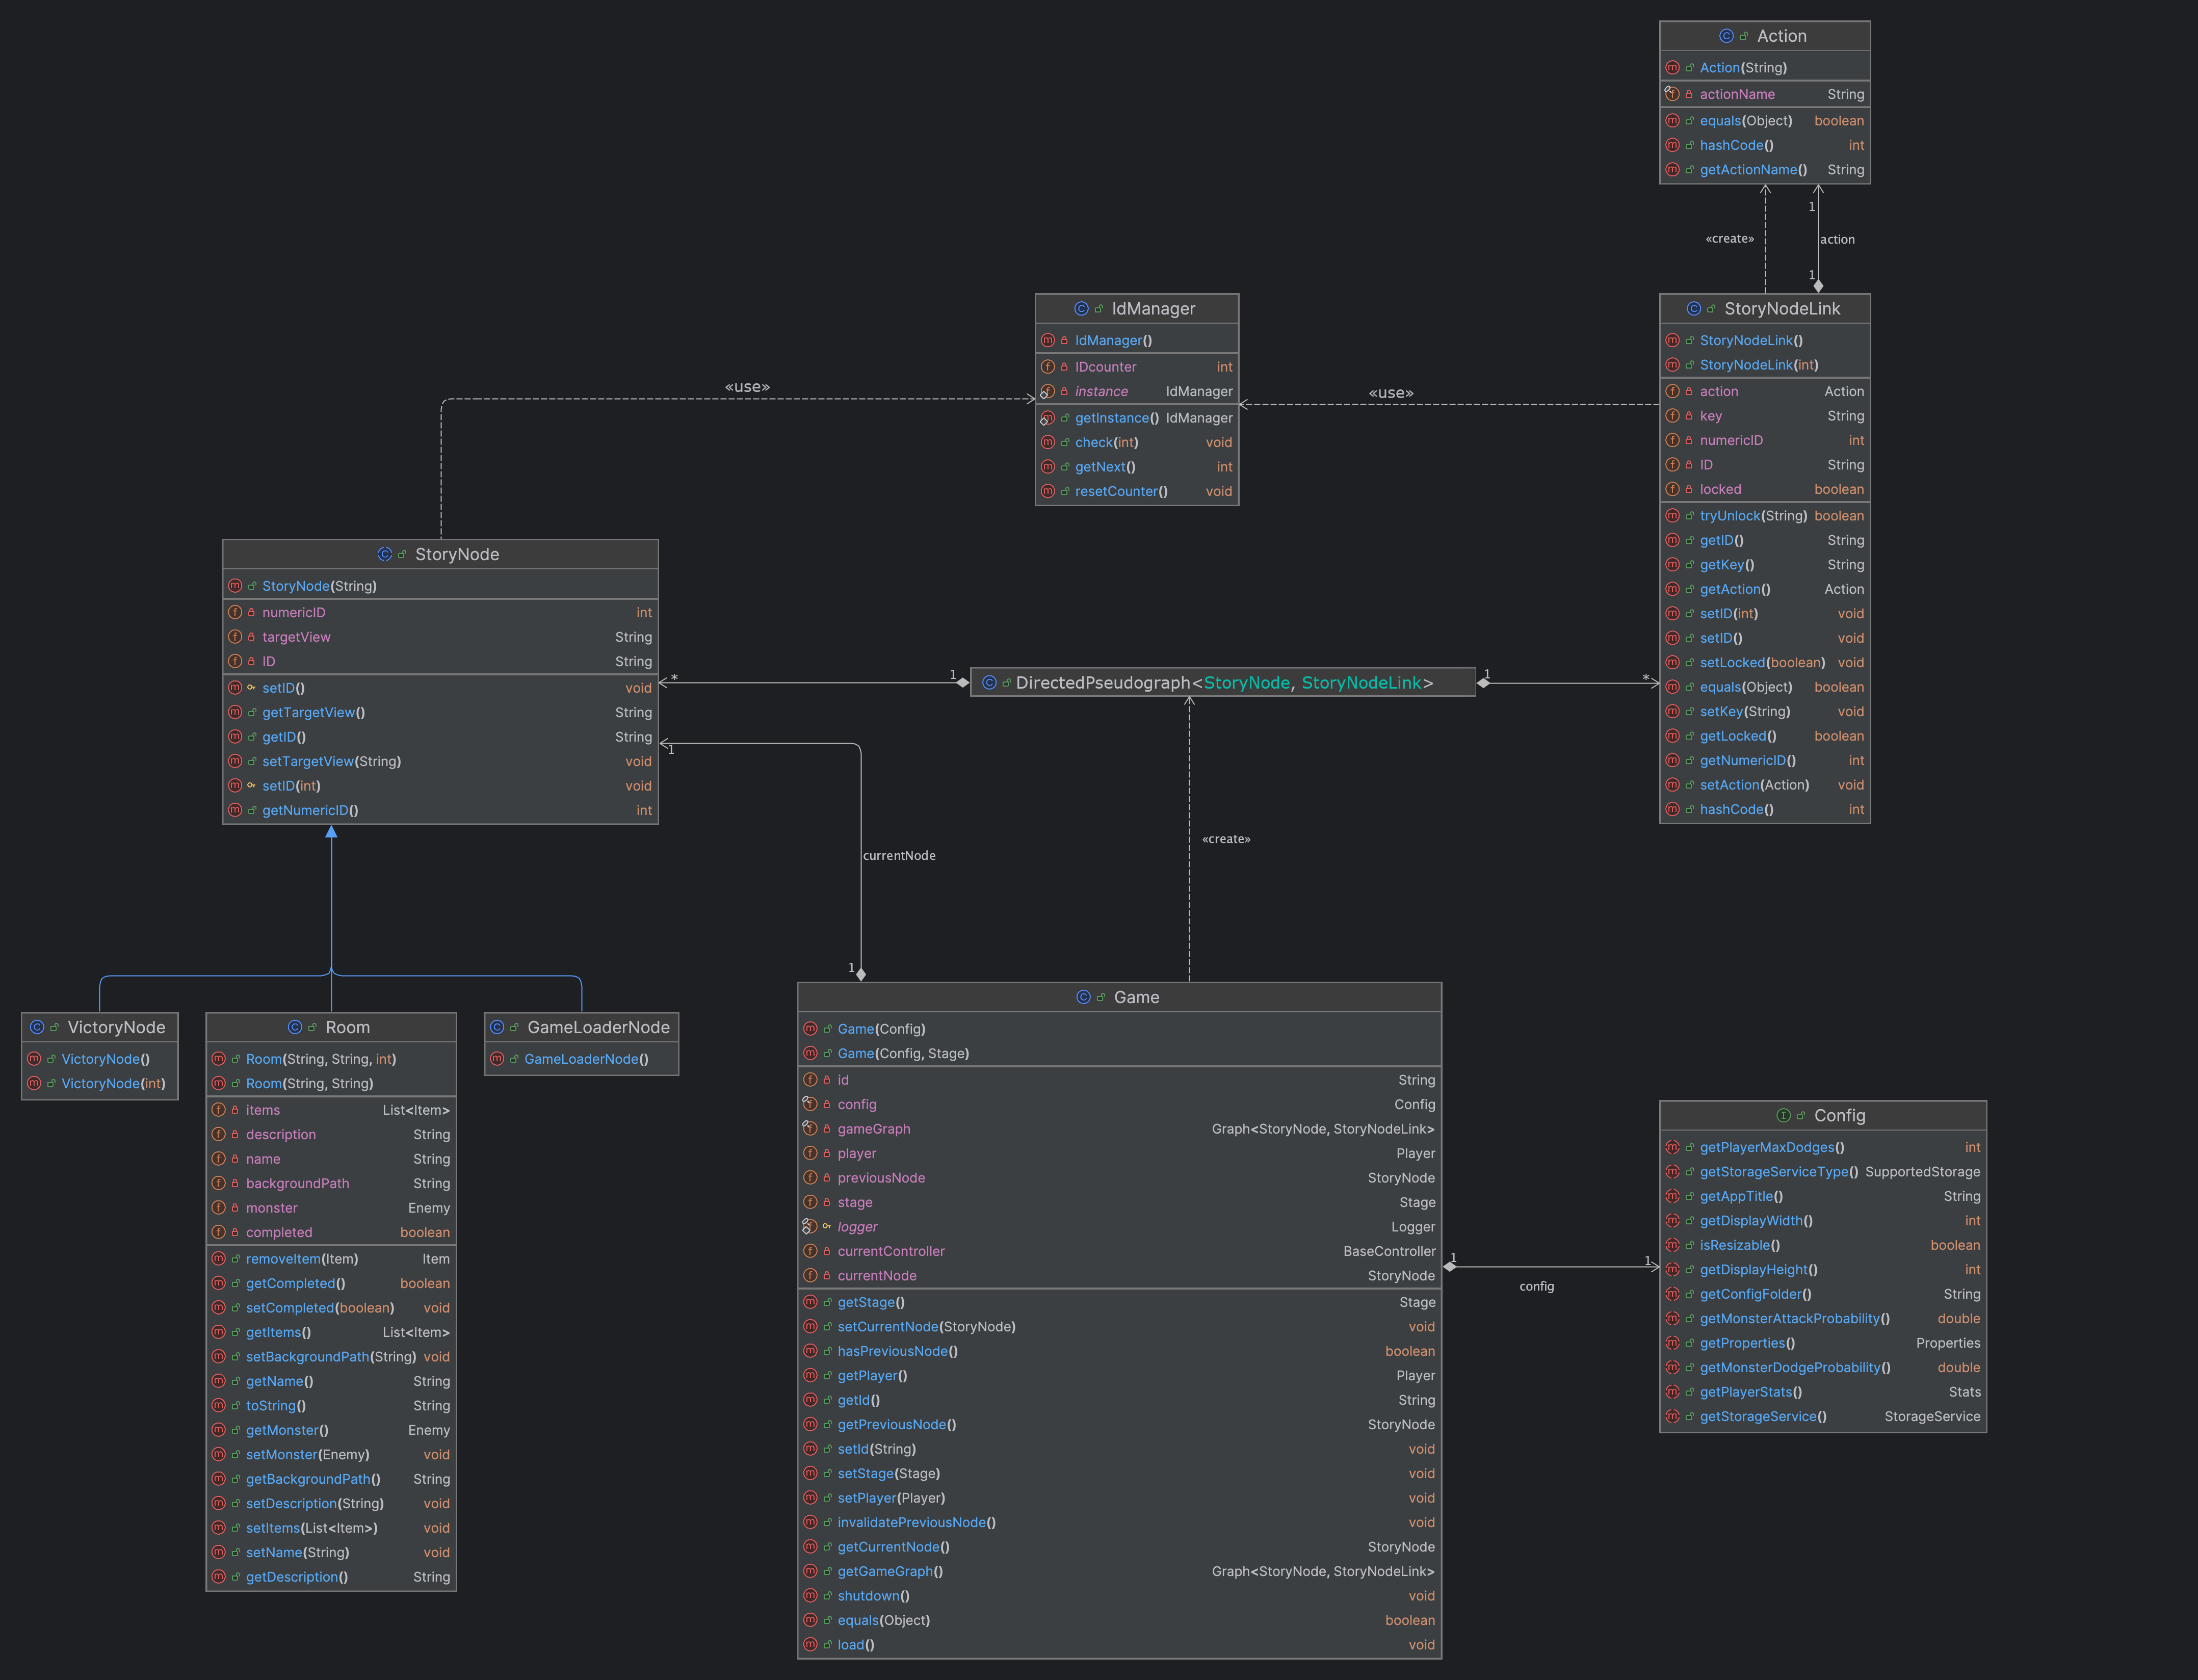 Action
Action(String)
actionName String
equals(Object) boolean
hashCode() int
getActionName() String
1
«create»
action
1
IdManager
IdManager()
IDcounter int
instance IdManager
getInstance() IdManager
check(int) void
getNext() int
resetCounter() void
«use»
«use»
StoryNodeLink
StoryNodeLink()
StoryNodeLink(int)
action Action
key String
numericID int
ID String
locked boolean
tryUnlock(String) boolean
getID() String
getKey() String
getAction() Action
setID(int) void
setID() void
setLocked(boolean) void
equals(Object) boolean
setKey(String) void
getLocked() boolean
getNumericID() int
setAction(Action) void
hashCode() int
StoryNode
StoryNode(String)
numericID int
targetView String
ID String
setID() void
getTargetView() String
getID() String
setTargetView(String) void
setID(int) void
getNumericID() int
*
1
DirectedPseudograph<StoryNode, StoryNodeLink>
1
*
1
currentNode
1
«create»
VictoryNode
VictoryNode()
VictoryNode(int)
Room
Room(String, String, int)
Room(String, String)
items List<Item>
description String
name String
backgroundPath String
monster Enemy
completed boolean
removeItem(Item) Item
getCompleted() boolean
setCompleted(boolean) void
getItems() List<Item>
setBackgroundPath(String) void
getName() String
toString() String
getMonster() Enemy
setMonster(Enemy) void
getBackgroundPath() String
setDescription(String) void
setItems(List<Item>) void
setName(String) void
getDescription() String
GameLoaderNode
GameLoaderNode()
Game
Game(Config)
Game(Config, Stage)
id String
config Config
gameGraph Graph<StoryNode, StoryNodeLink>
player Player
previousNode StoryNode
stage Stage
logger Logger
currentController BaseController
currentNode StoryNode
getStage() Stage
setCurrentNode(StoryNode) void
hasPreviousNode() boolean
getPlayer() Player
getId() String
getPreviousNode() StoryNode
setId(String) void
setStage(Stage) void
setPlayer(Player) void
invalidatePreviousNode() void
getCurrentNode() StoryNode
getGameGraph() Graph<StoryNode, StoryNodeLink>
shutdown() void
equals(Object) boolean
load() void
1
config
1
Config
getPlayerMaxDodges() int
getStorageServiceType() SupportedStorage
getAppTitle() String
getDisplayWidth() int
isResizable() boolean
getDisplayHeight() int
getConfigFolder() String
getMonsterAttackProbability() double
getProperties() Properties
getMonsterDodgeProbability() double
getPlayerStats() Stats
getStorageService() StorageService